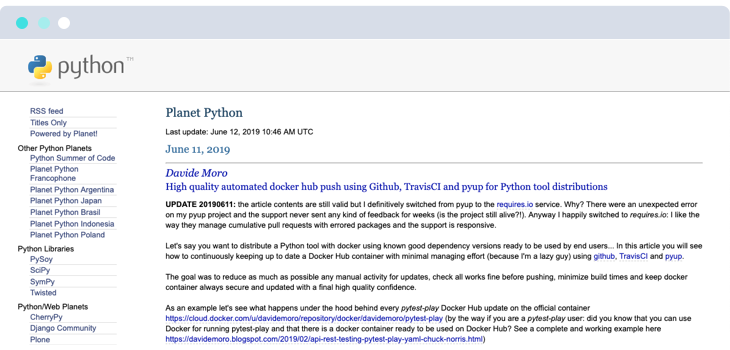 python™
RSS feed
Titles Only
Powered by Planet!
Other Python Planets
Python Summer of Code
Planet Python
Francophone
Planet Python Argentina
Planet Python Japan
Planet Python Brasil
Planet Python Indonesia
Planet Python Poland
Python Libraries
PySoy
SciPy
SymPy
Twisted
Python/Web Planets
CherryPy
Django Community
Plone
Planet Python
Last update: June 12, 2019 10:46 AM UTC
June 11, 2019
Davide Moro
High quality automated docker hub push using Github, TravisCI and pyup for Python tool distributions
UPDATE 20190611: the article contents are still valid but I definitively switched from pyup to the requires.io service. Why? There were an unexpected error
on my pyup project and the support never sent any kind of feedback for weeks (is the project still alive?!). Anyway I happily switched to requires.io: I like the
way they manage cumulative pull requests with errored packages and the support is responsive.
Let's say you want to distribute a Python tool with docker using known good dependency versions ready to be used by end users... In this article you will see
how to continuously keeping up to date a Docker Hub container with minimal managing effort (because I'm a lazy guy) using github, TravisCI and pyup.
The goal was to reduce as much as possible any manual activity for updates, check all works fine before pushing, minimize build times and keep docker
container always secure and updated with a final high quality confidence.
As an example let's see what happens under the hood behind every pytest-play Docker Hub update on the official container
https://cloud.docker.com/u/davidemoro/repository/docker/davidemoro/pytest-play (by the way if you are a pytest-play user: did you know that you can use
Docker for running pytest-play and that there is a docker container ready to be used on Docker Hub? See a complete and working example here
https://davidemoro.blogspot.com/2019/02/api-rest-testing-pytest-play-yaml-chuck-norris.html)